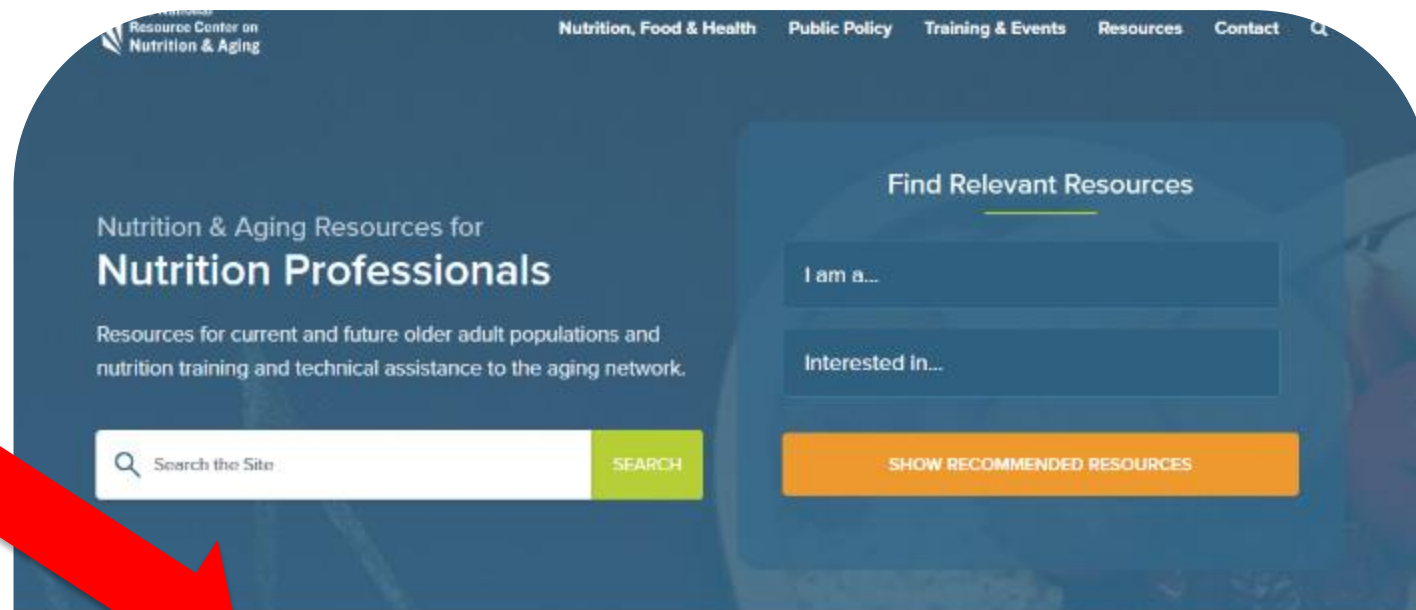 Resource Center on
Nutrition & Aging
Nutrition, Food & Health Public Policy Training & Events Resources Contact
Nutrition & Aging Resources for
Nutrition Professionals
Resources for current and future older adult populations and
nutrition training and technical assistance to the aging network.
Search the Site SEARCH
Find Relevant Resources
I am a...
Interested in...
SHOW RECOMMENDED RESOURCES